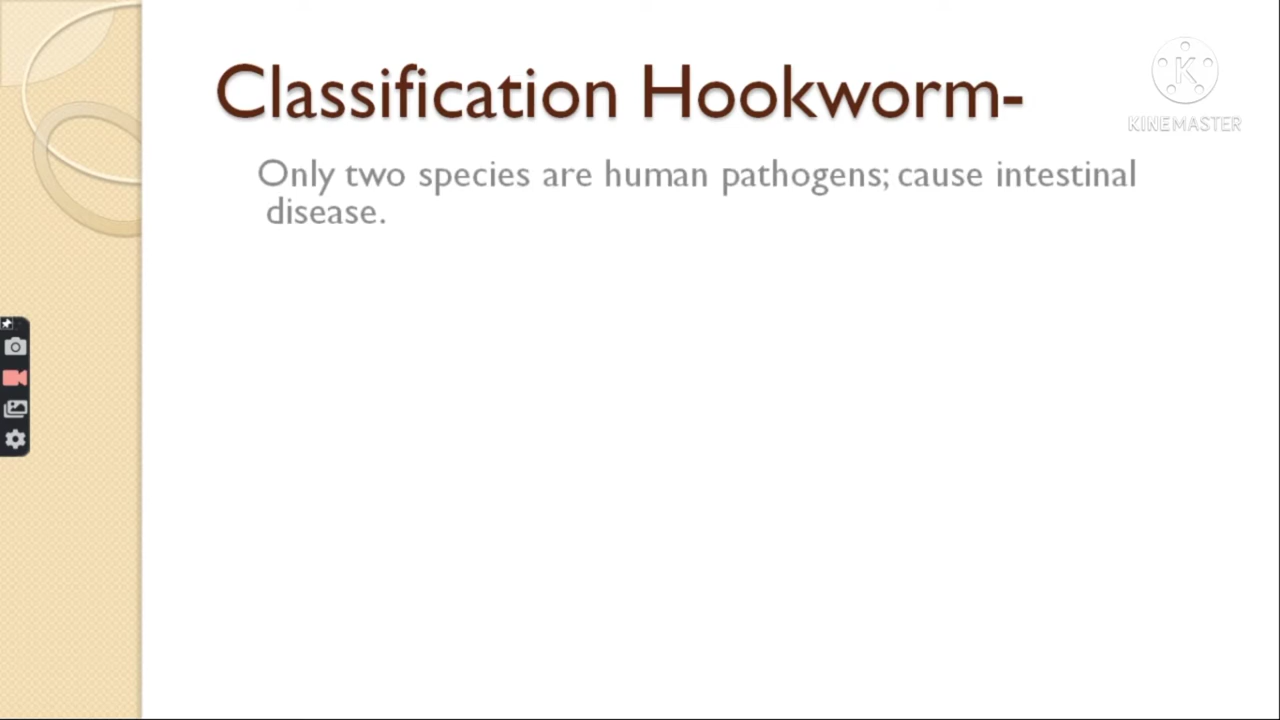 Classification Hookworm-
K
KINEMASTER
Only two species are human pathogens; cause intestinal
disease.